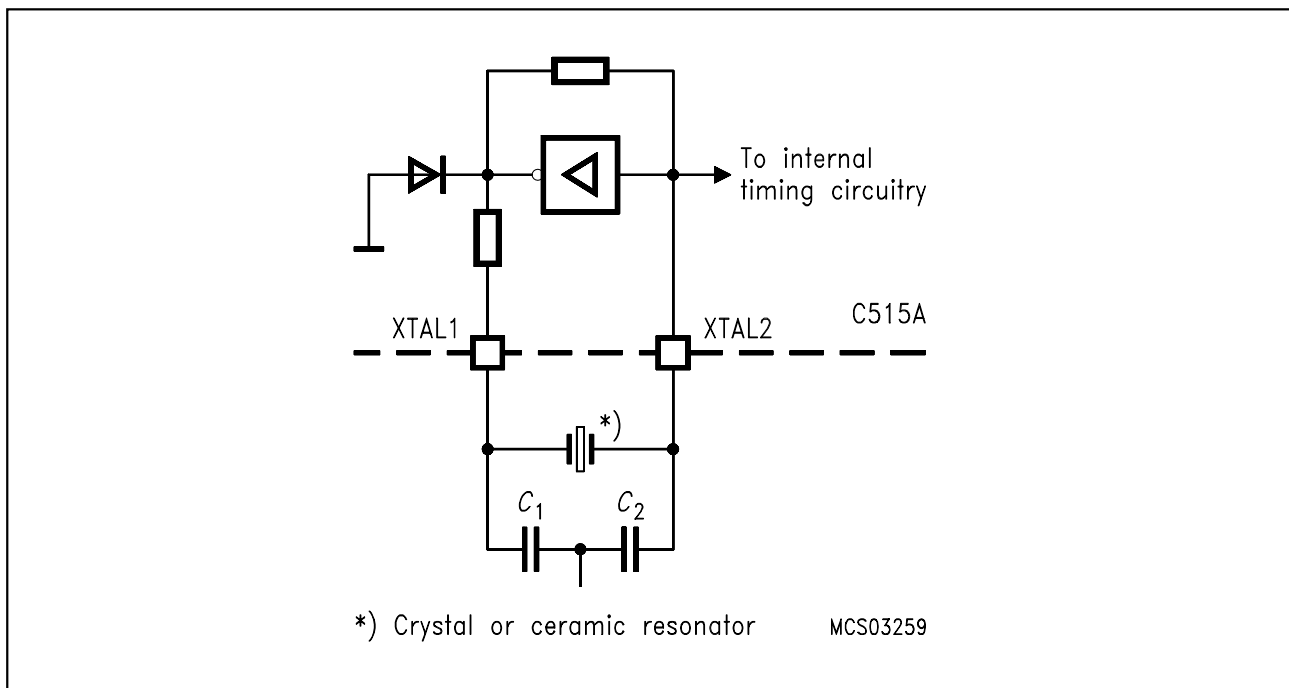 To internal
timing circuitry
C515A
XTAL1
XTAL2
*)
C1
C2
*) Crystal or ceramic resonator
MCS03259